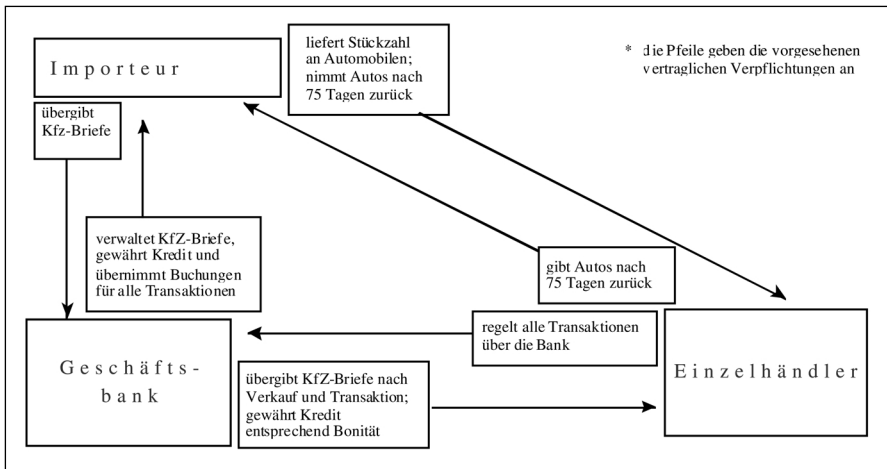 Importeur
liefert Stückzahl
an Automobilen;
nimmt Autos nach
75 Tagen zurück
* die Pfeile geben die vorgesehenen
vertraglichen Verpflichtungen an
übergibt
Kfz-Briefe
verwaltet KfZ-Briefe,
gewährt Kredit und
übernimmt Buchungen
für alle Transaktionen
gibt Autos nach
75 Tagen zurück
regelt alle Transaktionen
über die Bank
Geschäfts-
bank
übergibt KfZ-Briefe nach
Verkauf und Transaktion;
gewährt Kredit
entsprechend Bonität
Einzelhändler